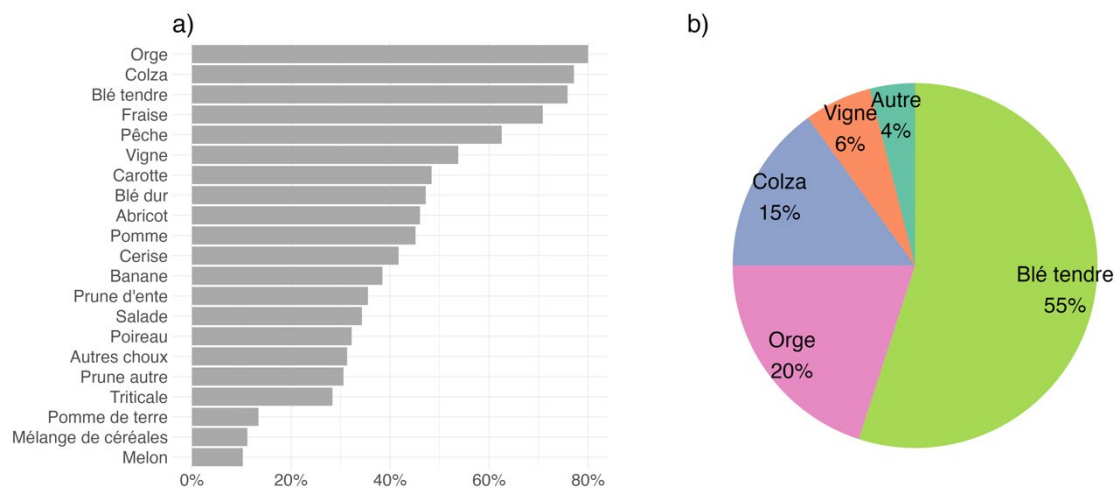 a)
Orge
Colza
Blé tendre
Fraise
Pêche
Vigne
Carotte
Blé dur
Abricot
Pomme
Cerise
Banane
Prune d'ente
Salade
Poireau
Autres choux
Prune autre
Triticale
Pomme de terre
Mélange de céréales
Melon
0% 20% 40% 60% 80%
b)
Autre
4%
Vigne
6%
Colza
15%
Blé tendre
55%
Orge
20%